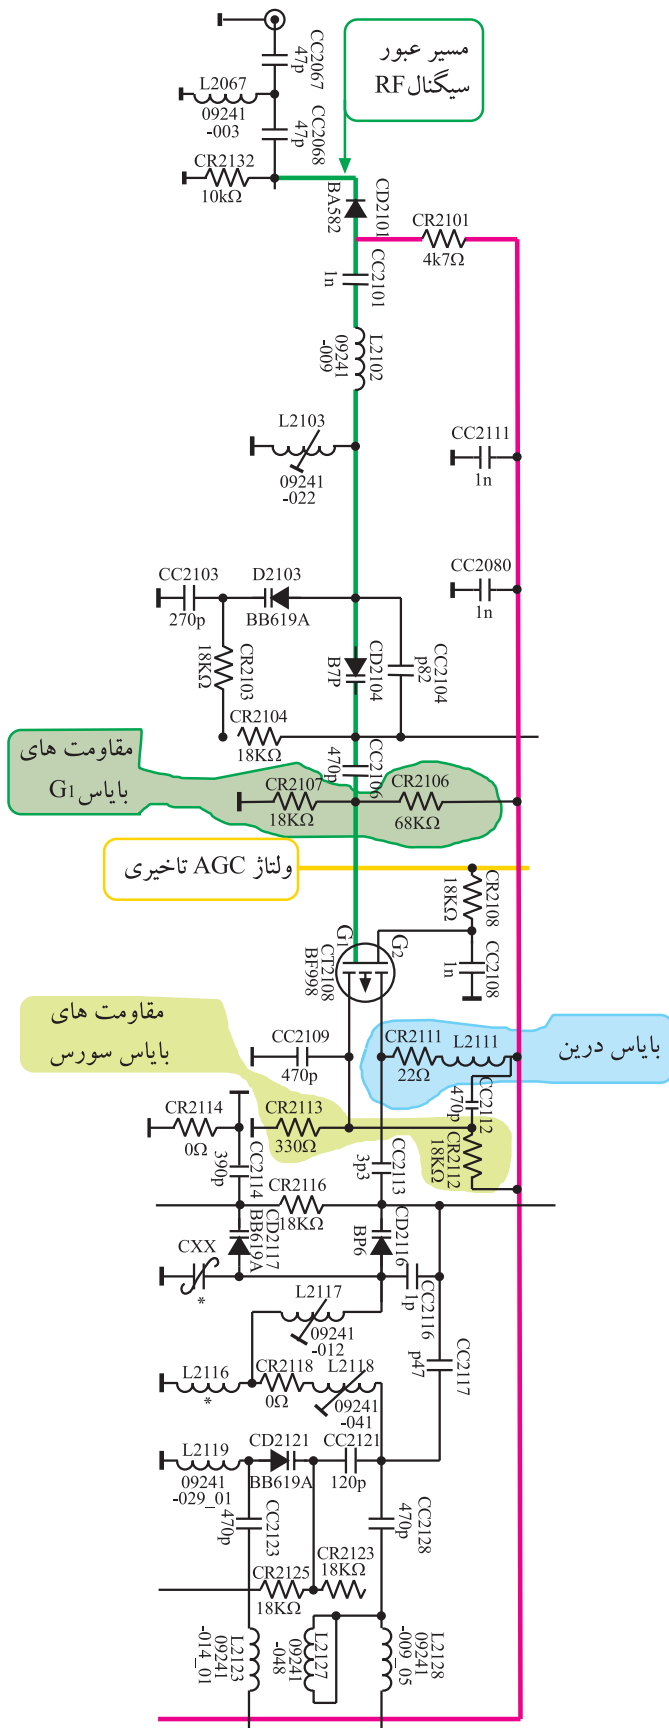 CC2067
47p
L2067
09241
-003
CC2068
47p
مسیر عبور
سیگنال RF
CR2132
10kΩ
CD2101
BA582
CR2101
4k7Ω
CC2101
1n
L2102
09241
-009
L2103
09241
-022
CC2111
1n
CC2103
270p
D2103
BB619A
CC2080
1n
CR2103
18KΩ
CD2104
B7P
CC2104
p82
CR2104
18KΩ
CC2106
470p
مقاومت های
بایاس G1
CR2107
18KΩ
CR2106
68KΩ
ولتاژ AGC تاخیری
CR2108
18KΩ
G1
G2
CT2108
BF998
CC2108
1n
مقاومت های
بایاس سورس
CC2109
470p
CR2111
22Ω
L2111
بایاس درین
CC2112
470p
CR2114
0Ω
CR2113
330Ω
CR2112
18KΩ
CC2114
390p
CC2113
3p3
CR2116
18KΩ
CD2117
BB619A
CD2116
BP6
CXX
*
CC2116
1p
L2117
09241
-012
CC2117
p47
L2116
*
CR2118
0Ω
L2118
09241
-041
L2119
09241
-029_01
CD2121
BB619A
CC2121
120p
CC2123
470p
CC2128
470p
CR2125
18KΩ
CR2123
18KΩ
L2123
09241
-014_01
L2127
09241
-048
L2128
09241
-009_05